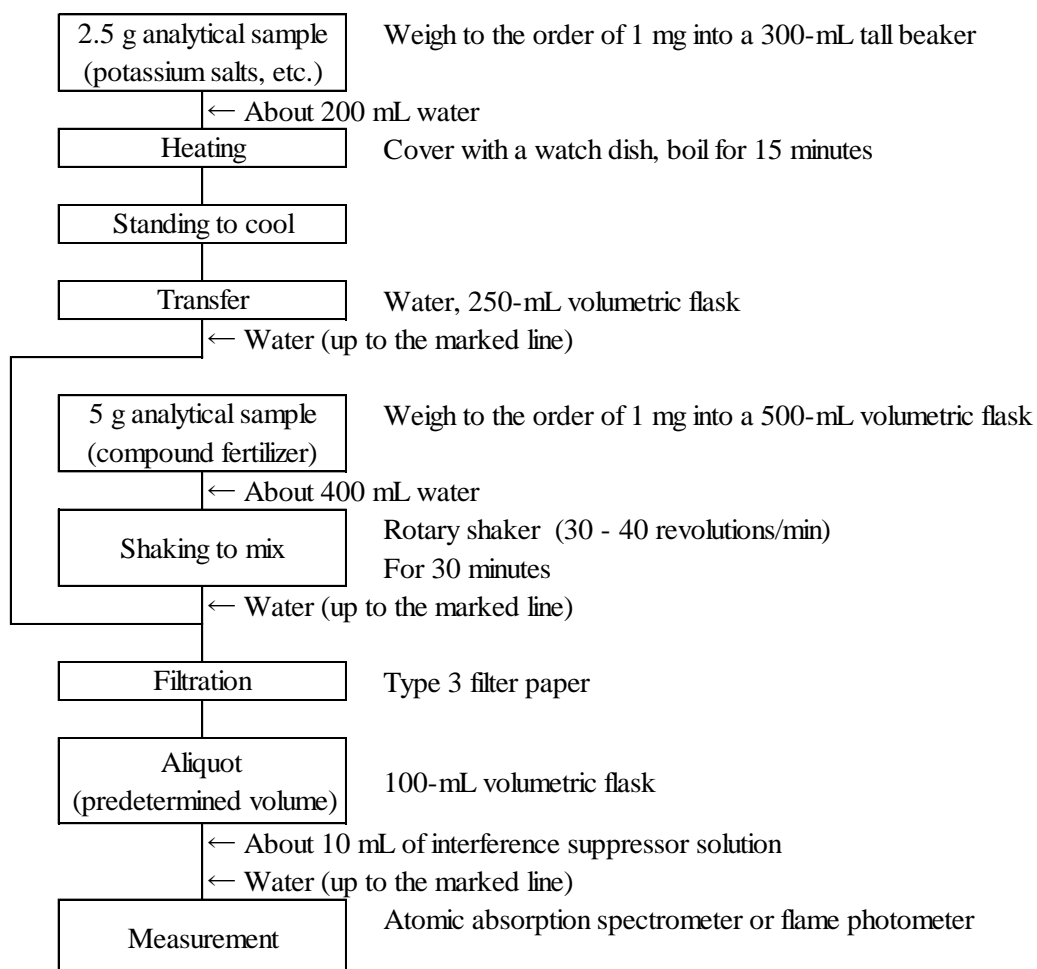 2.5 g analytical sample
(potassium salts, etc.)
Weigh to the order of 1 mg into a 300-mL tall beaker
← About 200 mL water
Heating
Cover with a watch dish, boil for 15 minutes
Standing to cool
Transfer
Water, 250-mL volumetric flask
← Water (up to the marked line)
5 g analytical sample
(compound fertilizer)
Weigh to the order of 1 mg into a 500-mL volumetric flask
← About 400 mL water
Shaking to mix
Rotary shaker (30 - 40 revolutions/min)
For 30 minutes
← Water (up to the marked line)
Filtration
Type 3 filter paper
Aliquot
(predetermined volume)
100-mL volumetric flask
← About 10 mL of interference suppressor solution
← Water (up to the marked line)
Measurement
Atomic absorption spectrometer or flame photometer